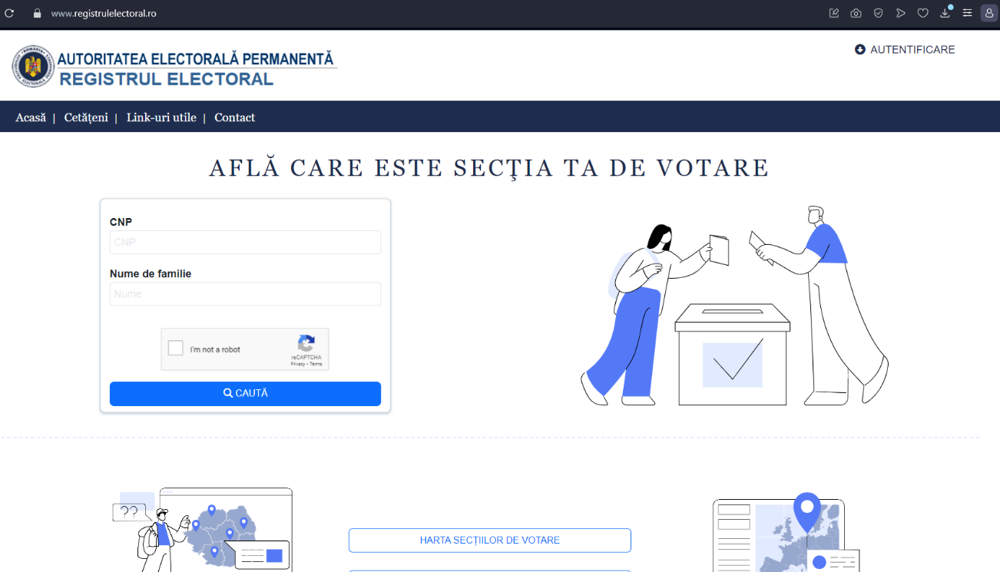 www.registrulelectoral.ro
AUTORITATEA ELECTORALĂ PERMANENTĂ
REGISTRUL ELECTORAL
AUTENTIFICARE
Acasă | Cetățeni | Link-uri utile | Contact
AFLĂ CARE ESTE SECŢIA TA DE VOTARE
CNP
CNP
Nume de familie
Nume
I'm not a robot
reCAPTCHA
Privacy - Terms
CAUTĂ
??
HARTA SECȚIILOR DE VOTARE